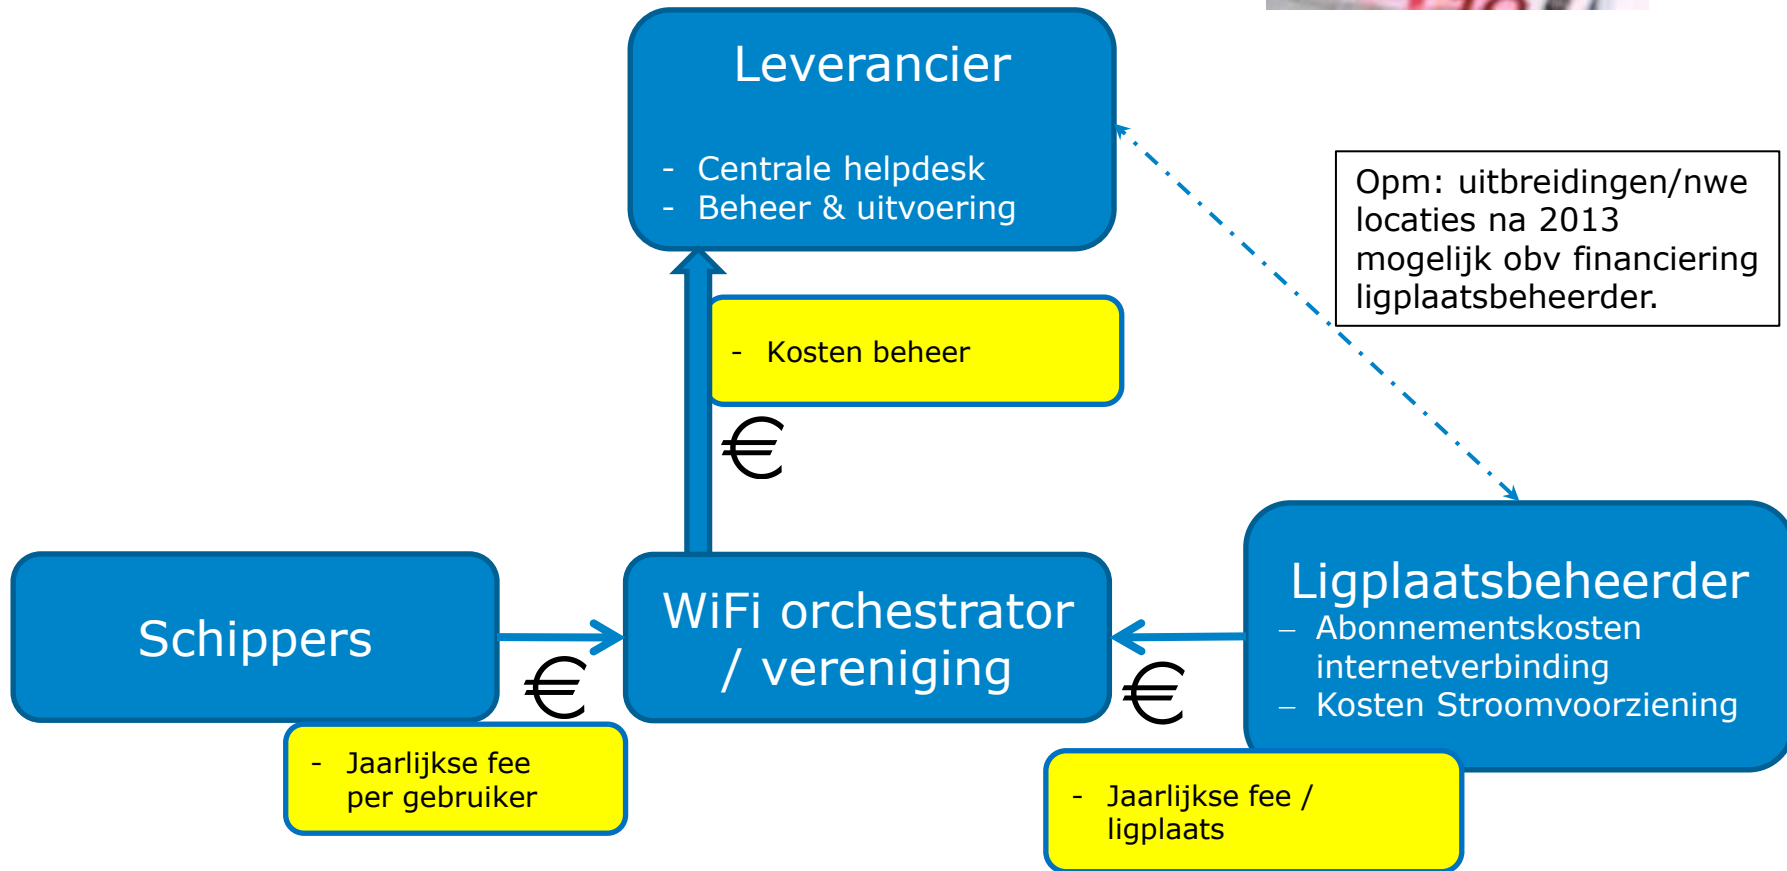 Leverancier
- Centrale helpdesk
- Beheer & uitvoering
Opm: uitbreidingen/nwe
locaties na 2013
mogelijk obv financiering
ligplaatsbeheerder.
- Kosten beheer
€
Schippers
€
- Jaarlijkse fee
per gebruiker
WiFi orchestrator
/ vereniging
€
Ligplaatsbeheerder
– Abonnementskosten
internetverbinding
– Kosten Stroomvoorziening
- Jaarlijkse fee /
ligplaats